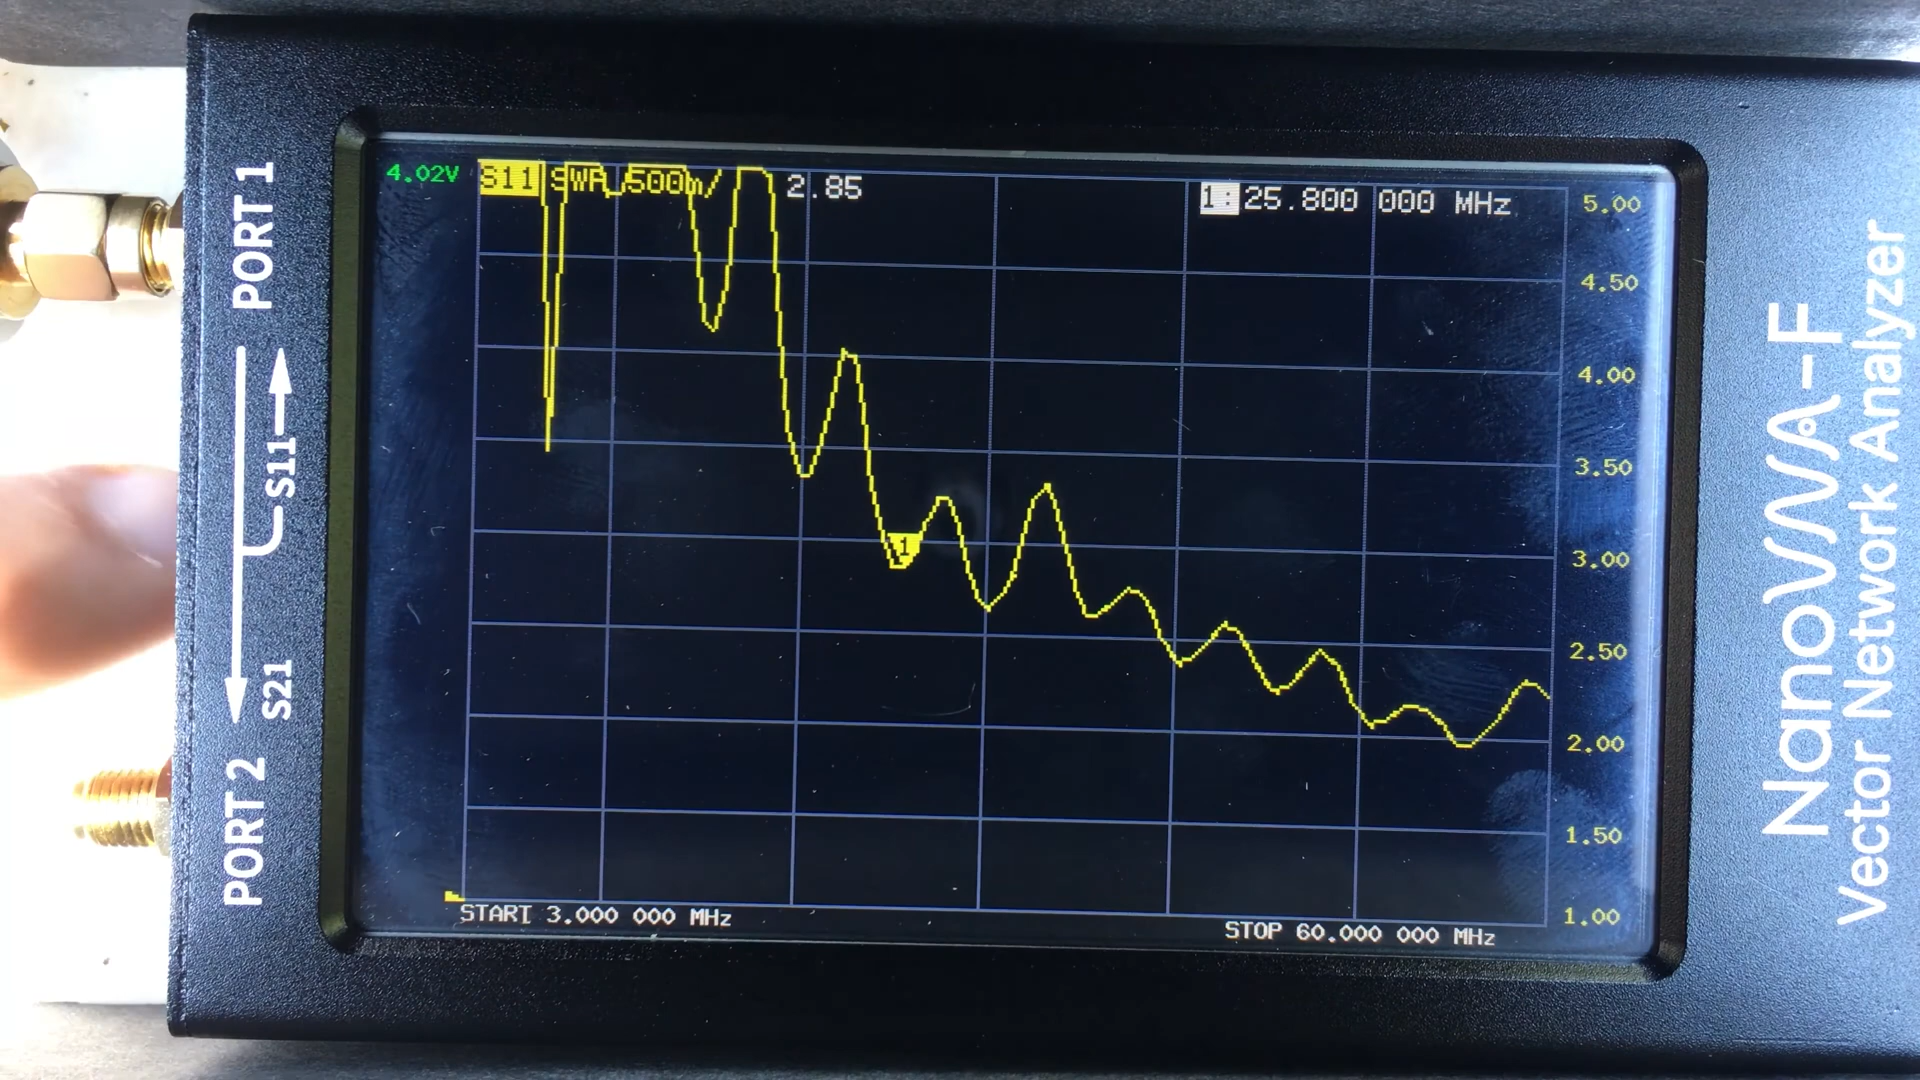 4.02V S11 SWR 500m/ 2.85 1: 25.800 000 MHz
5.00
4.50
4.00
3.50
3.00
2.50
2.00
1.50
1.00
START 3.000 000 MHz STOP 60.000 000 MHz
1
PORT 1
S11
S21
PORT 2
NanoVNA-F
Vector Network Analyzer